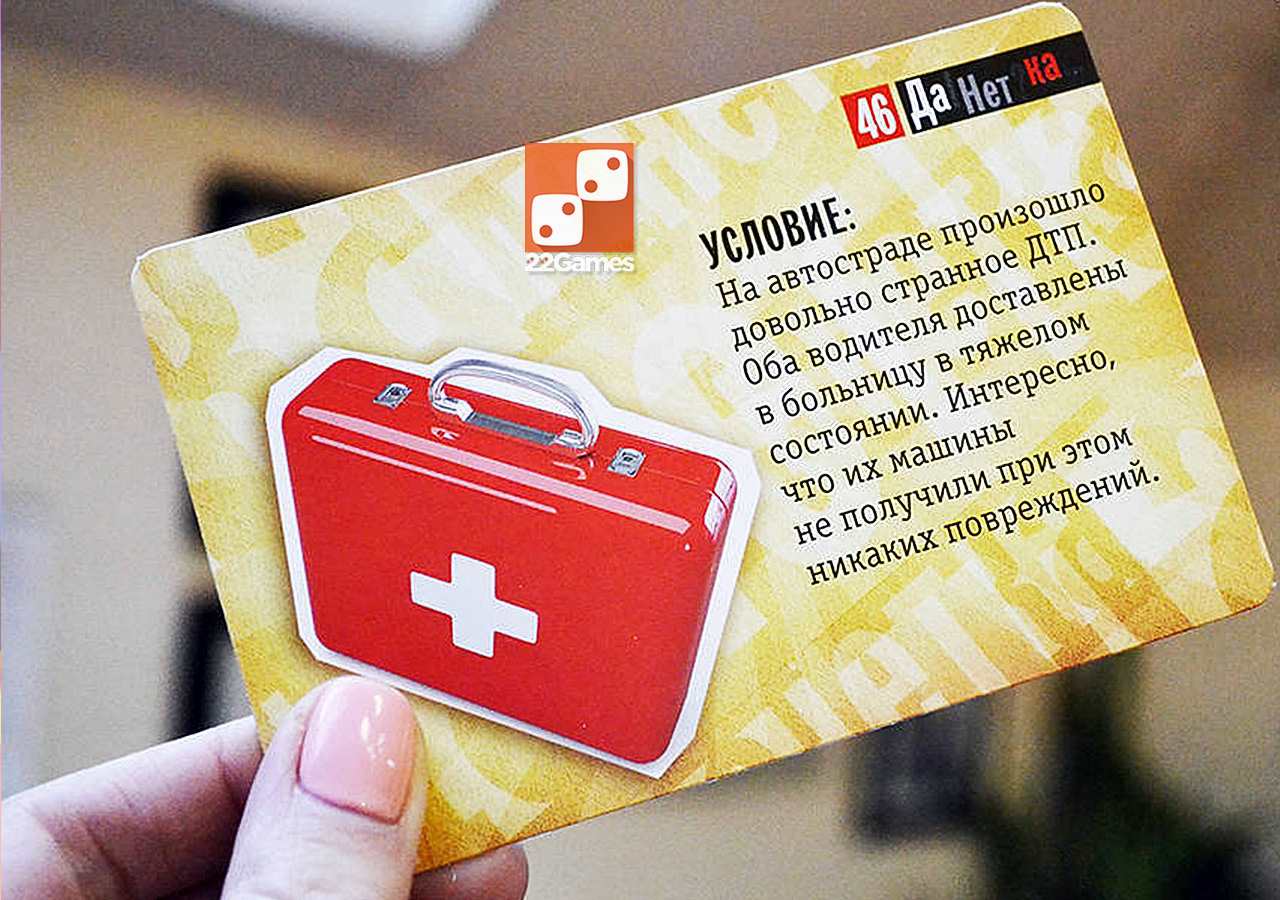 46 Да Нет ка
22Games
УСЛОВИЕ:
На автостраде произошло
довольно странное ДТП.
Оба водителя доставлены
в больницу в тяжелом
состоянии. Интересно,
что их машины
не получили при этом
никаких повреждений.